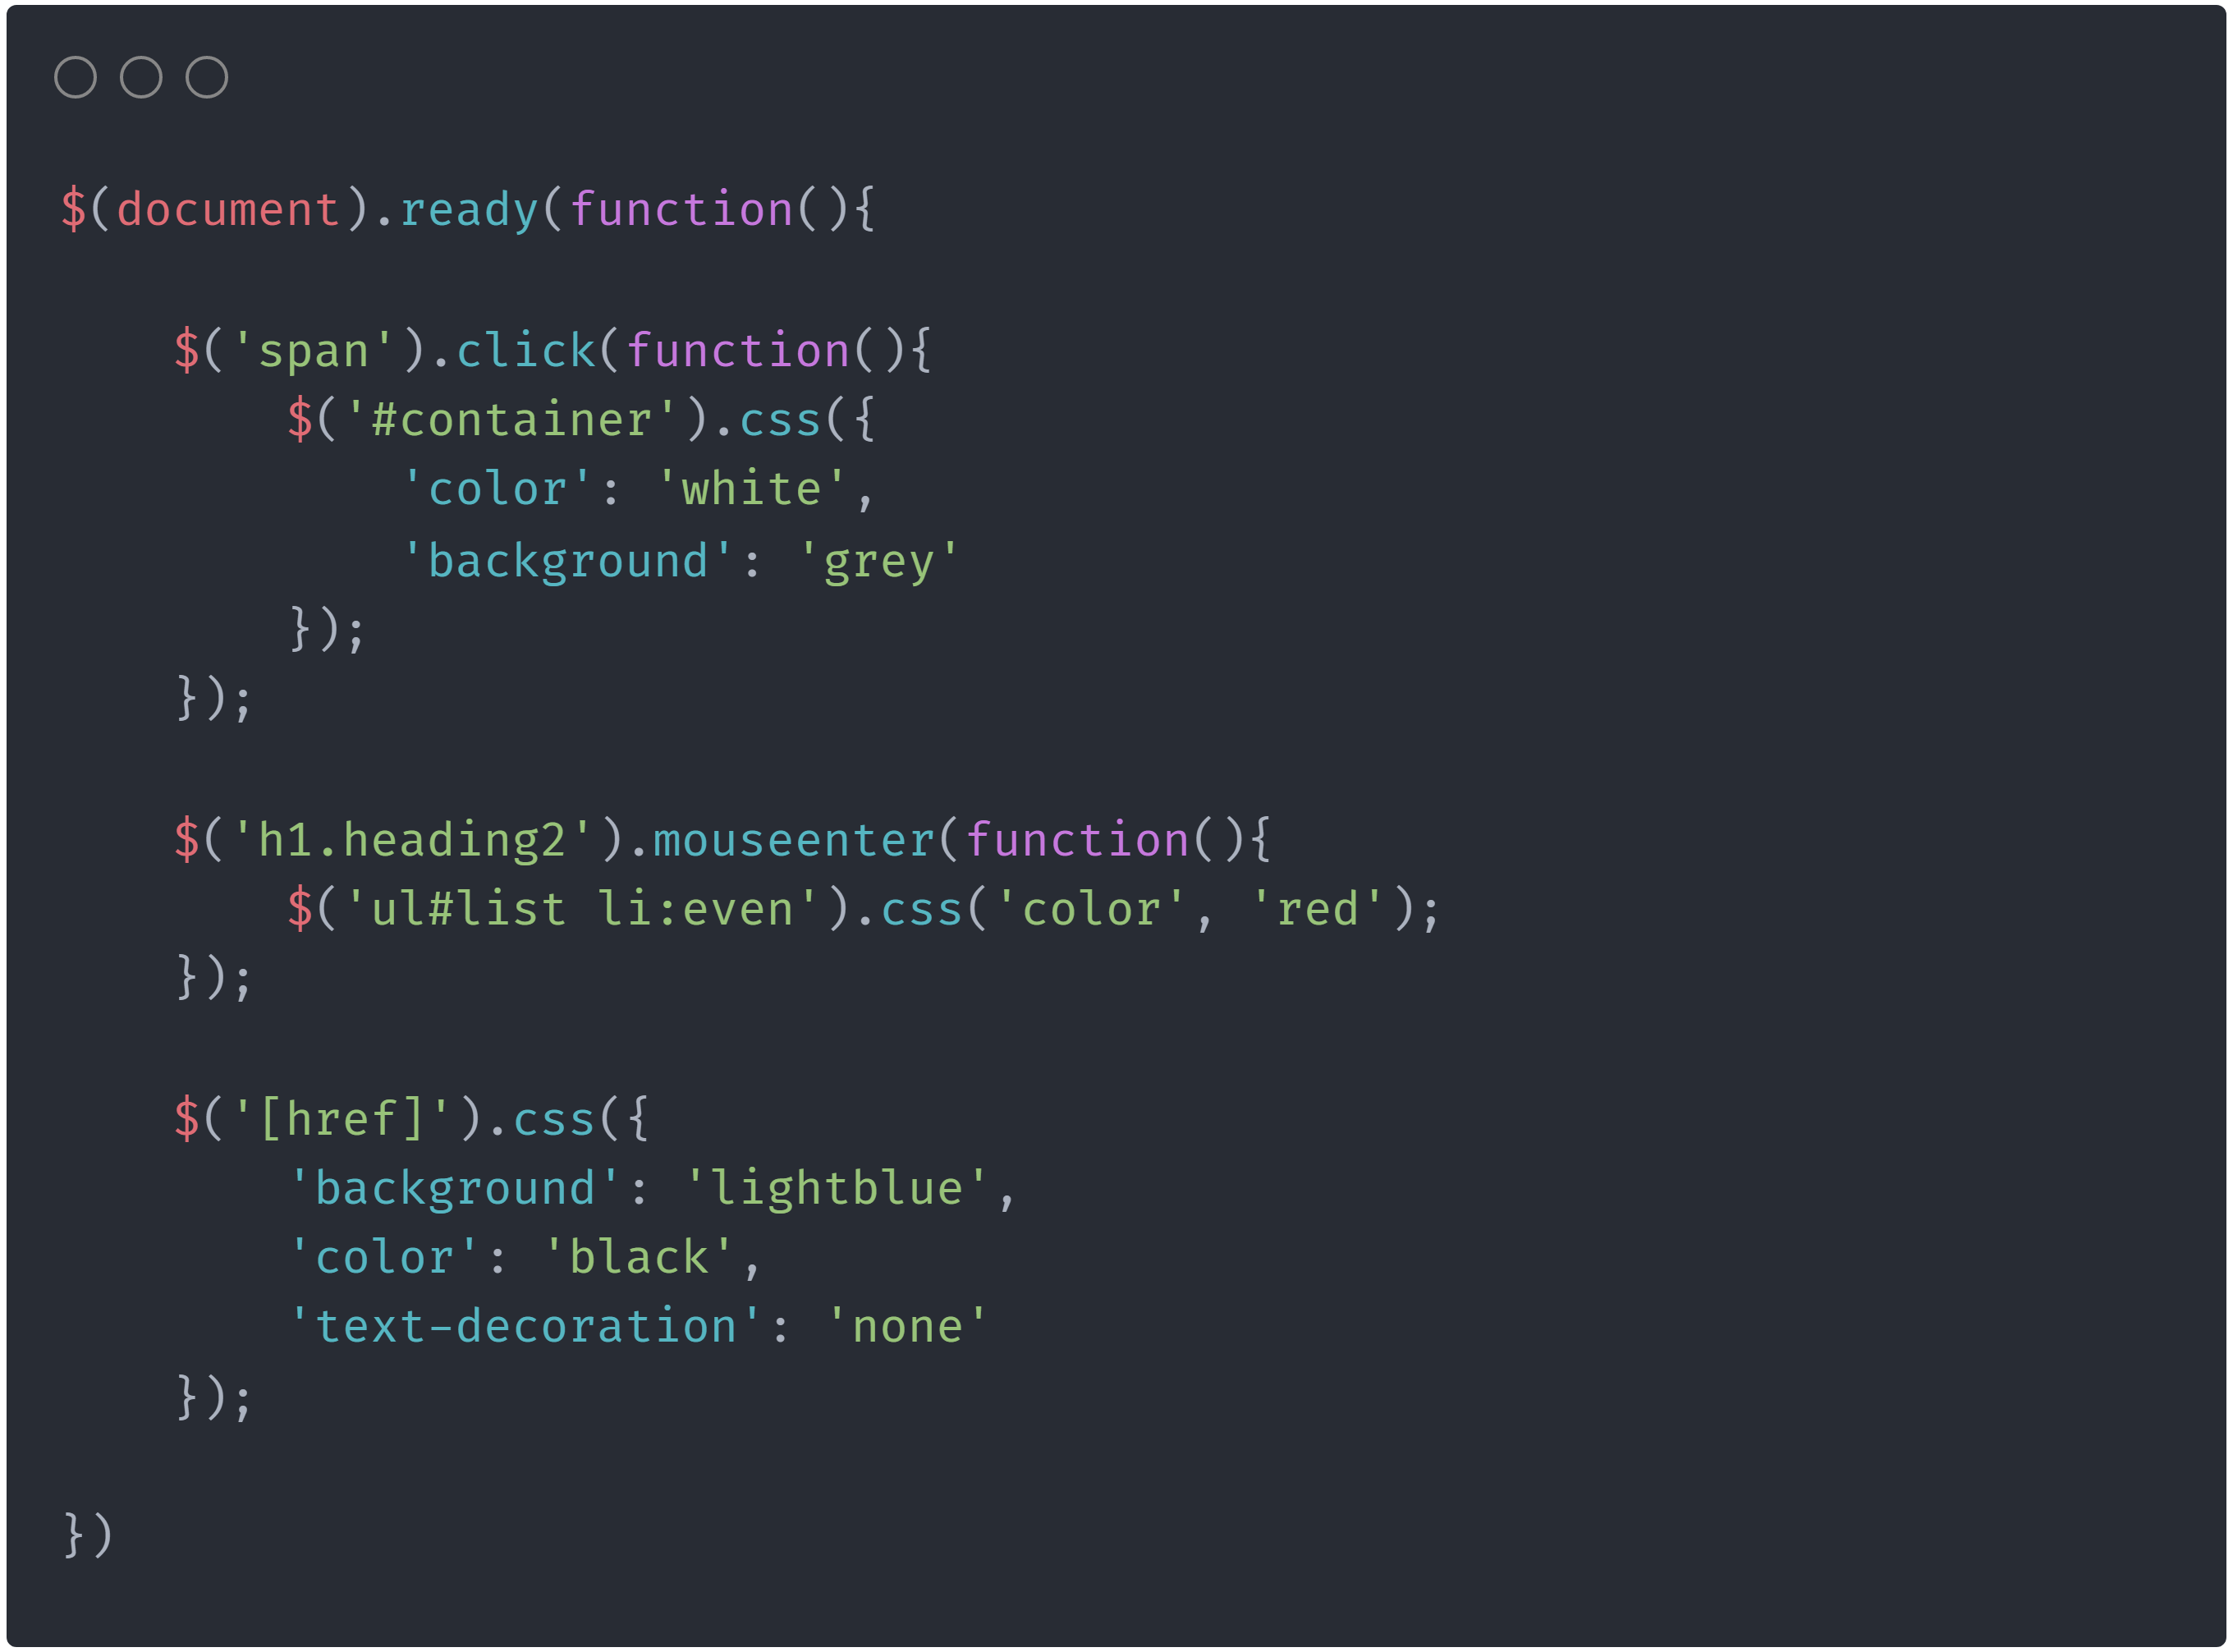 $(document).ready(function(){
    $('span').click(function(){
        $('#container').css({
            'color': 'white',
            'background': 'grey'
        });
    });
    $('h1.heading2').mouseenter(function(){
        $('ul#list li:even').css('color', 'red');
    });
    $('[href]').css({
        'background': 'lightblue',
        'color': 'black',
        'text-decoration': 'none'
    });
})